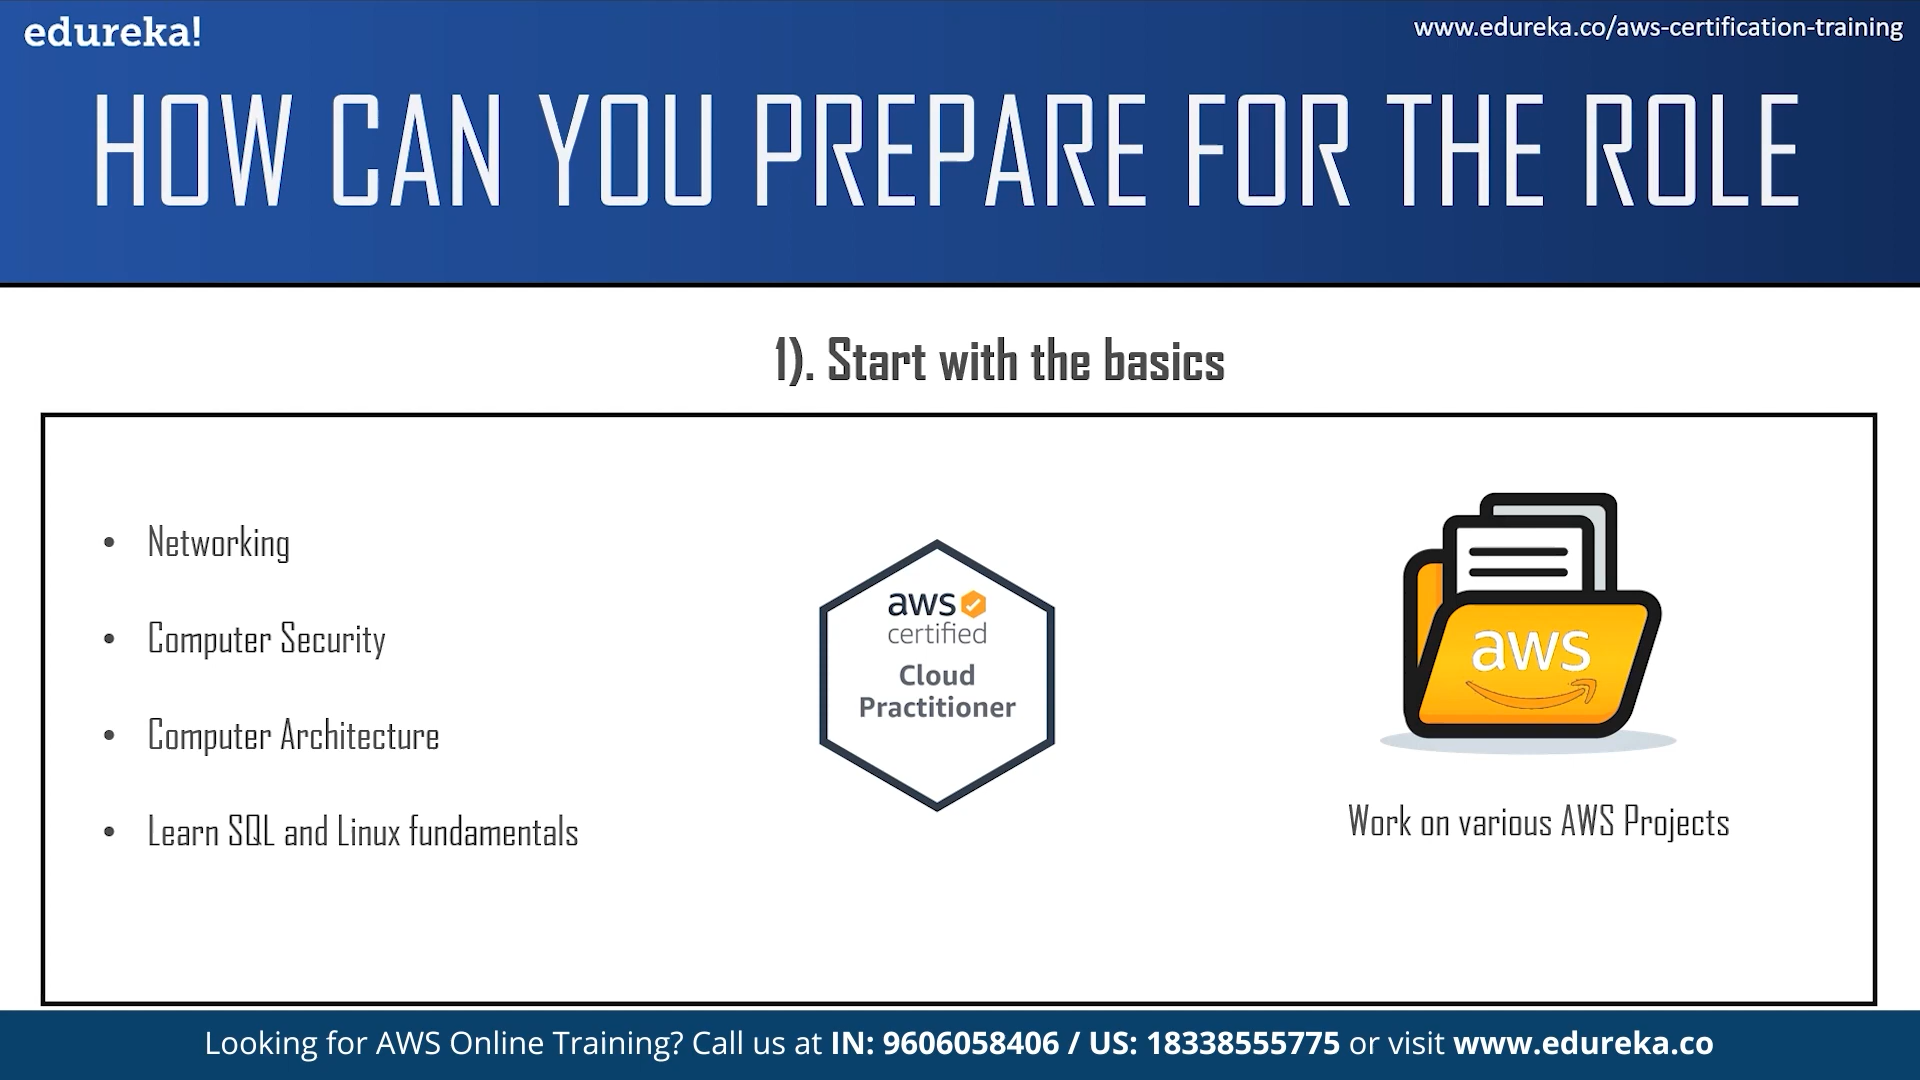 edureka!
www.edureka.co/aws-certification-training
HOW CAN YOU PREPARE FOR THE ROLE
1). Start with the basics
• Networking
• Computer Security
• Computer Architecture
• Learn SQL and Linux fundamentals
aws
certified
Cloud
Practitioner
aws
Work on various AWS Projects
Looking for AWS Online Training? Call us at IN: 9606058406 / US: 18338555775 or visit www.edureka.co